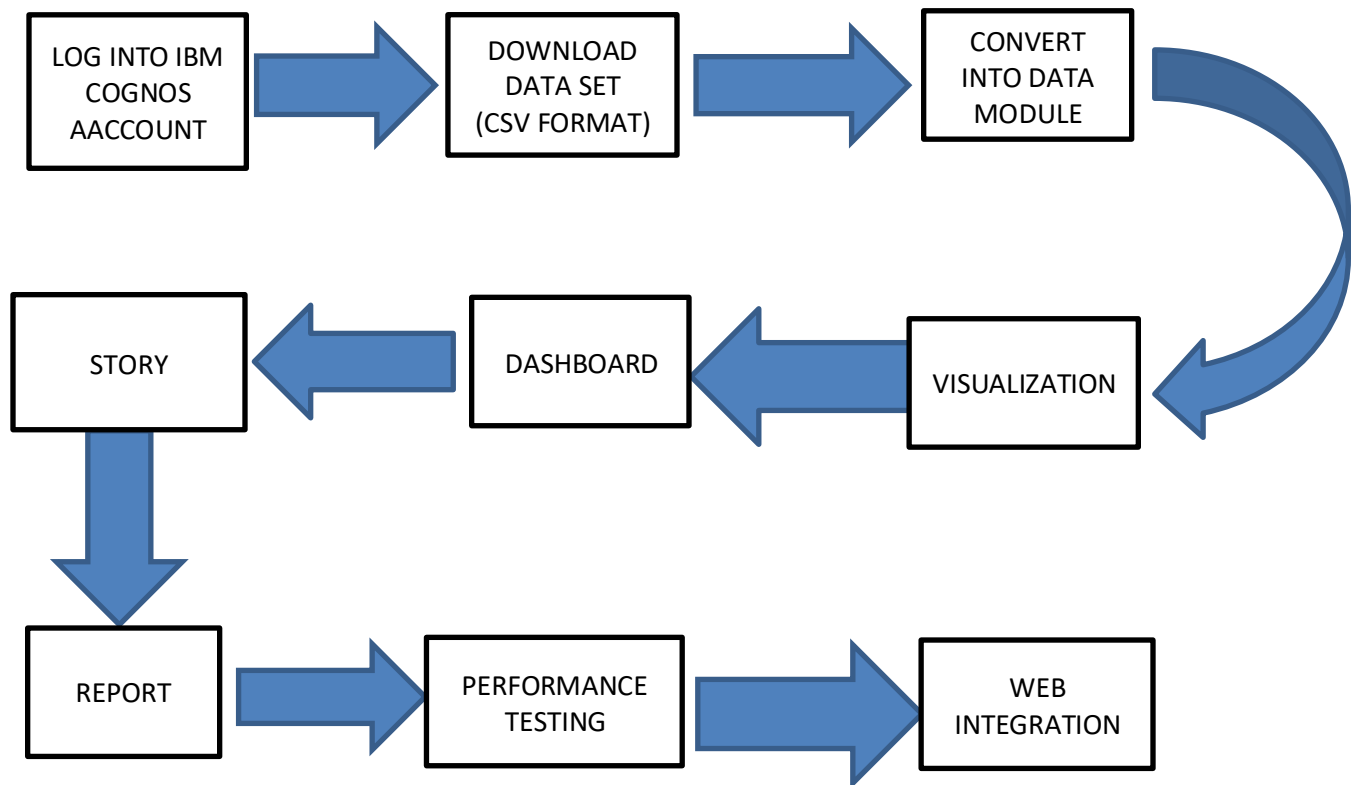 LOG INTO IBM
COGNOS
AACCOUNT
DOWNLOAD
DATA SET
(CSV FORMAT)
CONVERT
INTO DATA
MODULE
VISUALIZATION
DASHBOARD
STORY
REPORT
PERFORMANCE
TESTING
WEB
INTEGRATION